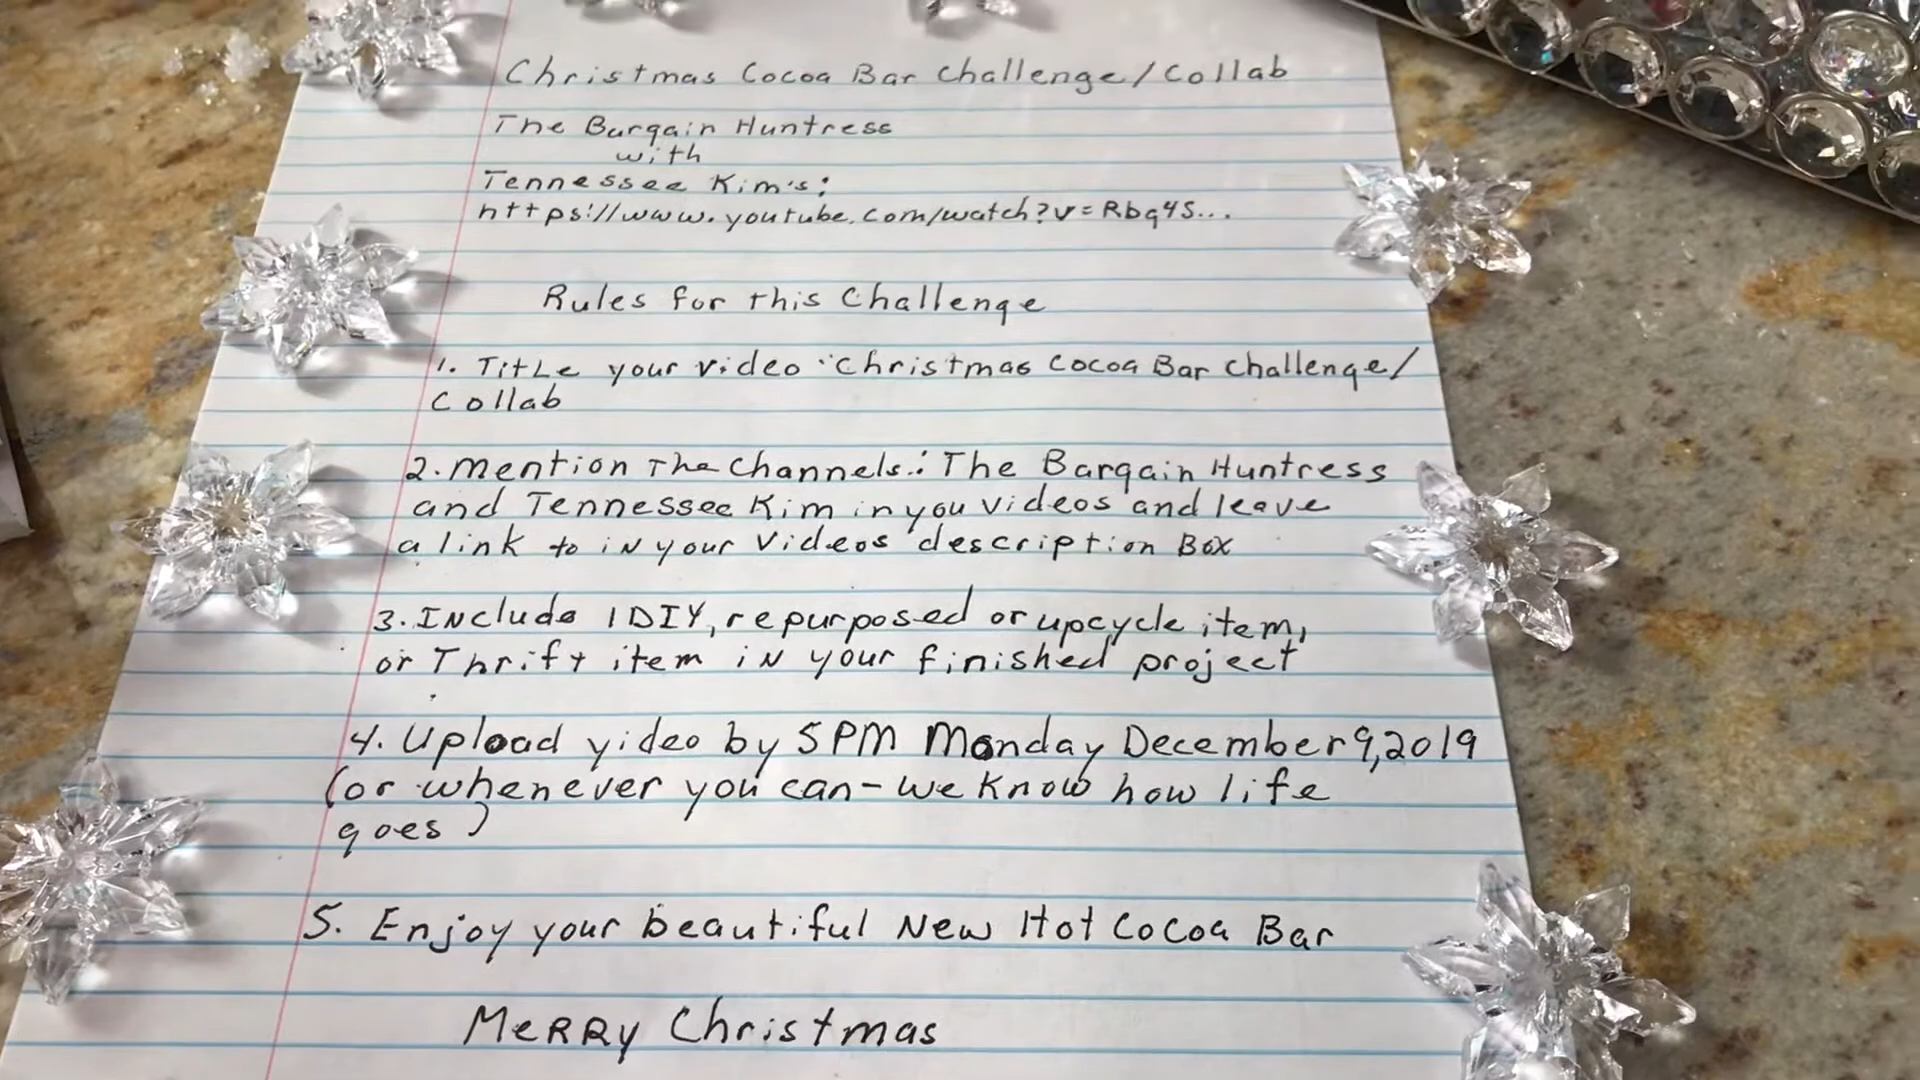 Christmas Cocoa Bar Challenge/Collab
The Bargain Huntress
with
Tennessee Kim's:
https://www.youtube.com/watch?v=Rbq4S...
Rules for this Challenge
1. Title your video "Christmas Cocoa Bar Challenge/
Collab
2. Mention The Channels: The Bargain Huntress
and Tennessee Kim in you videos and leave
a link to in your videos description Box
3. Include 1 DIY, repurposed or upcycle item,
or Thrift item in your finished project
4. Upload video by 5PM Monday December 9, 2019
(or whenever you can - we know how life
goes)
5. Enjoy your beautiful New Hot Cocoa Bar
Merry Christmas